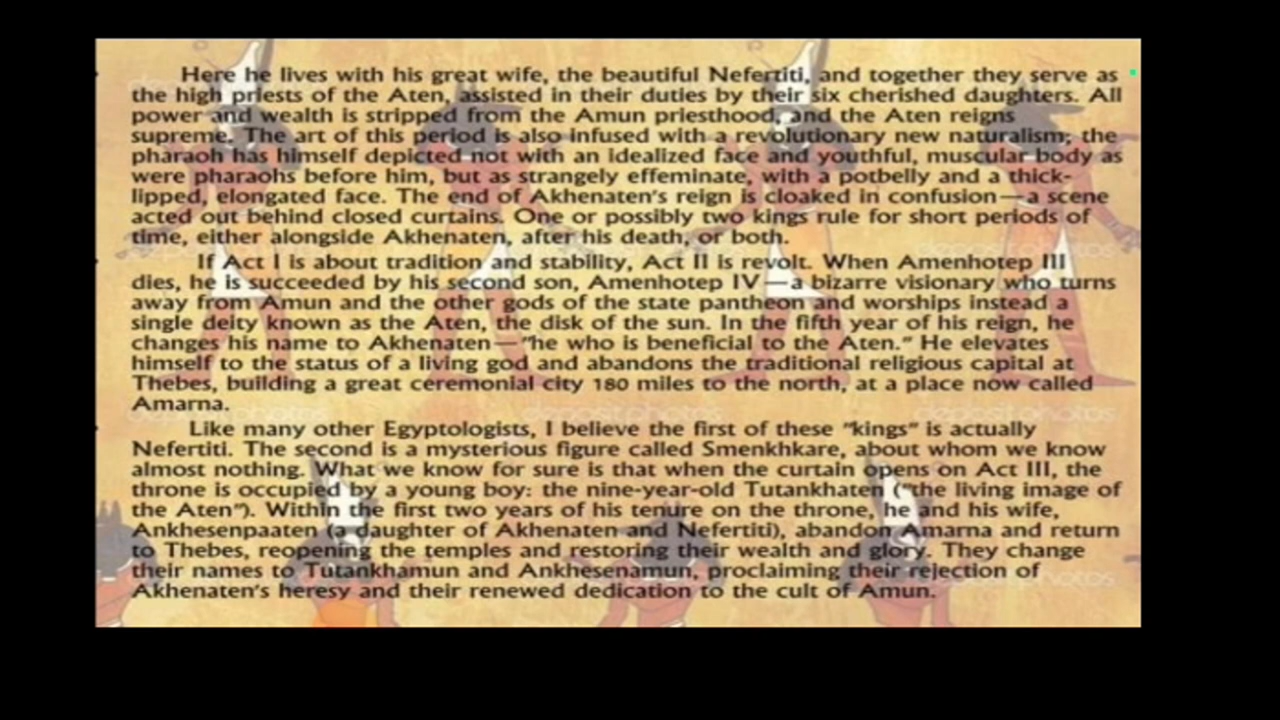 Here he lives with his great wife, the beautiful Nefertiti, and together they serve as
the high priests of the Aten, assisted in their duties by their six cherished daughters. All
power and wealth is stripped from the Amun priesthood, and the Aten reigns
supreme. The art of this period is also infused with a revolutionary new naturalism; the
pharaoh has himself depicted not with an idealized face and youthful, muscular body as
were pharaohs before him, but as strangely effeminate, with a potbelly and a thick-
lipped, elongated face. The end of Akhenaten's reign is cloaked in confusion—a scene
acted out behind closed curtains. One or possibly two kings rule for short periods of
time, either alongside Akhenaten, after his death, or both.
If Act I is about tradition and stability, Act II is revolt. When Amenhotep III
dies, he is succeeded by his second son, Amenhotep IV—a bizarre visionary who turns
away from Amun and the other gods of the state pantheon and worships instead a
single deity known as the Aten, the disk of the sun. In the fifth year of his reign, he
changes his name to Akhenaten—"he who is beneficial to the Aten." He elevates
himself to the status of a living god and abandons the traditional religious capital at
Thebes, building a great ceremonial city 180 miles to the north, at a place now called
Amarna.
Like many other Egyptologists, I believe the first of these "kings" is actually
Nefertiti. The second is a mysterious figure called Smenkhkare, about whom we know
almost nothing. What we know for sure is that when the curtain opens on Act III, the
throne is occupied by a young boy: the nine-year-old Tutankhaten ("the living image of
the Aten"). Within the first two years of his tenure on the throne, he and his wife,
Ankhesenpaaten (a daughter of Akhenaten and Nefertiti), abandon Amarna and return
to Thebes, reopening the temples and restoring their wealth and glory. They change
their names to Tutankhamun and Ankhesenamun, proclaiming their rejection of
Akhenaten's heresy and their renewed dedication to the cult of Amun.